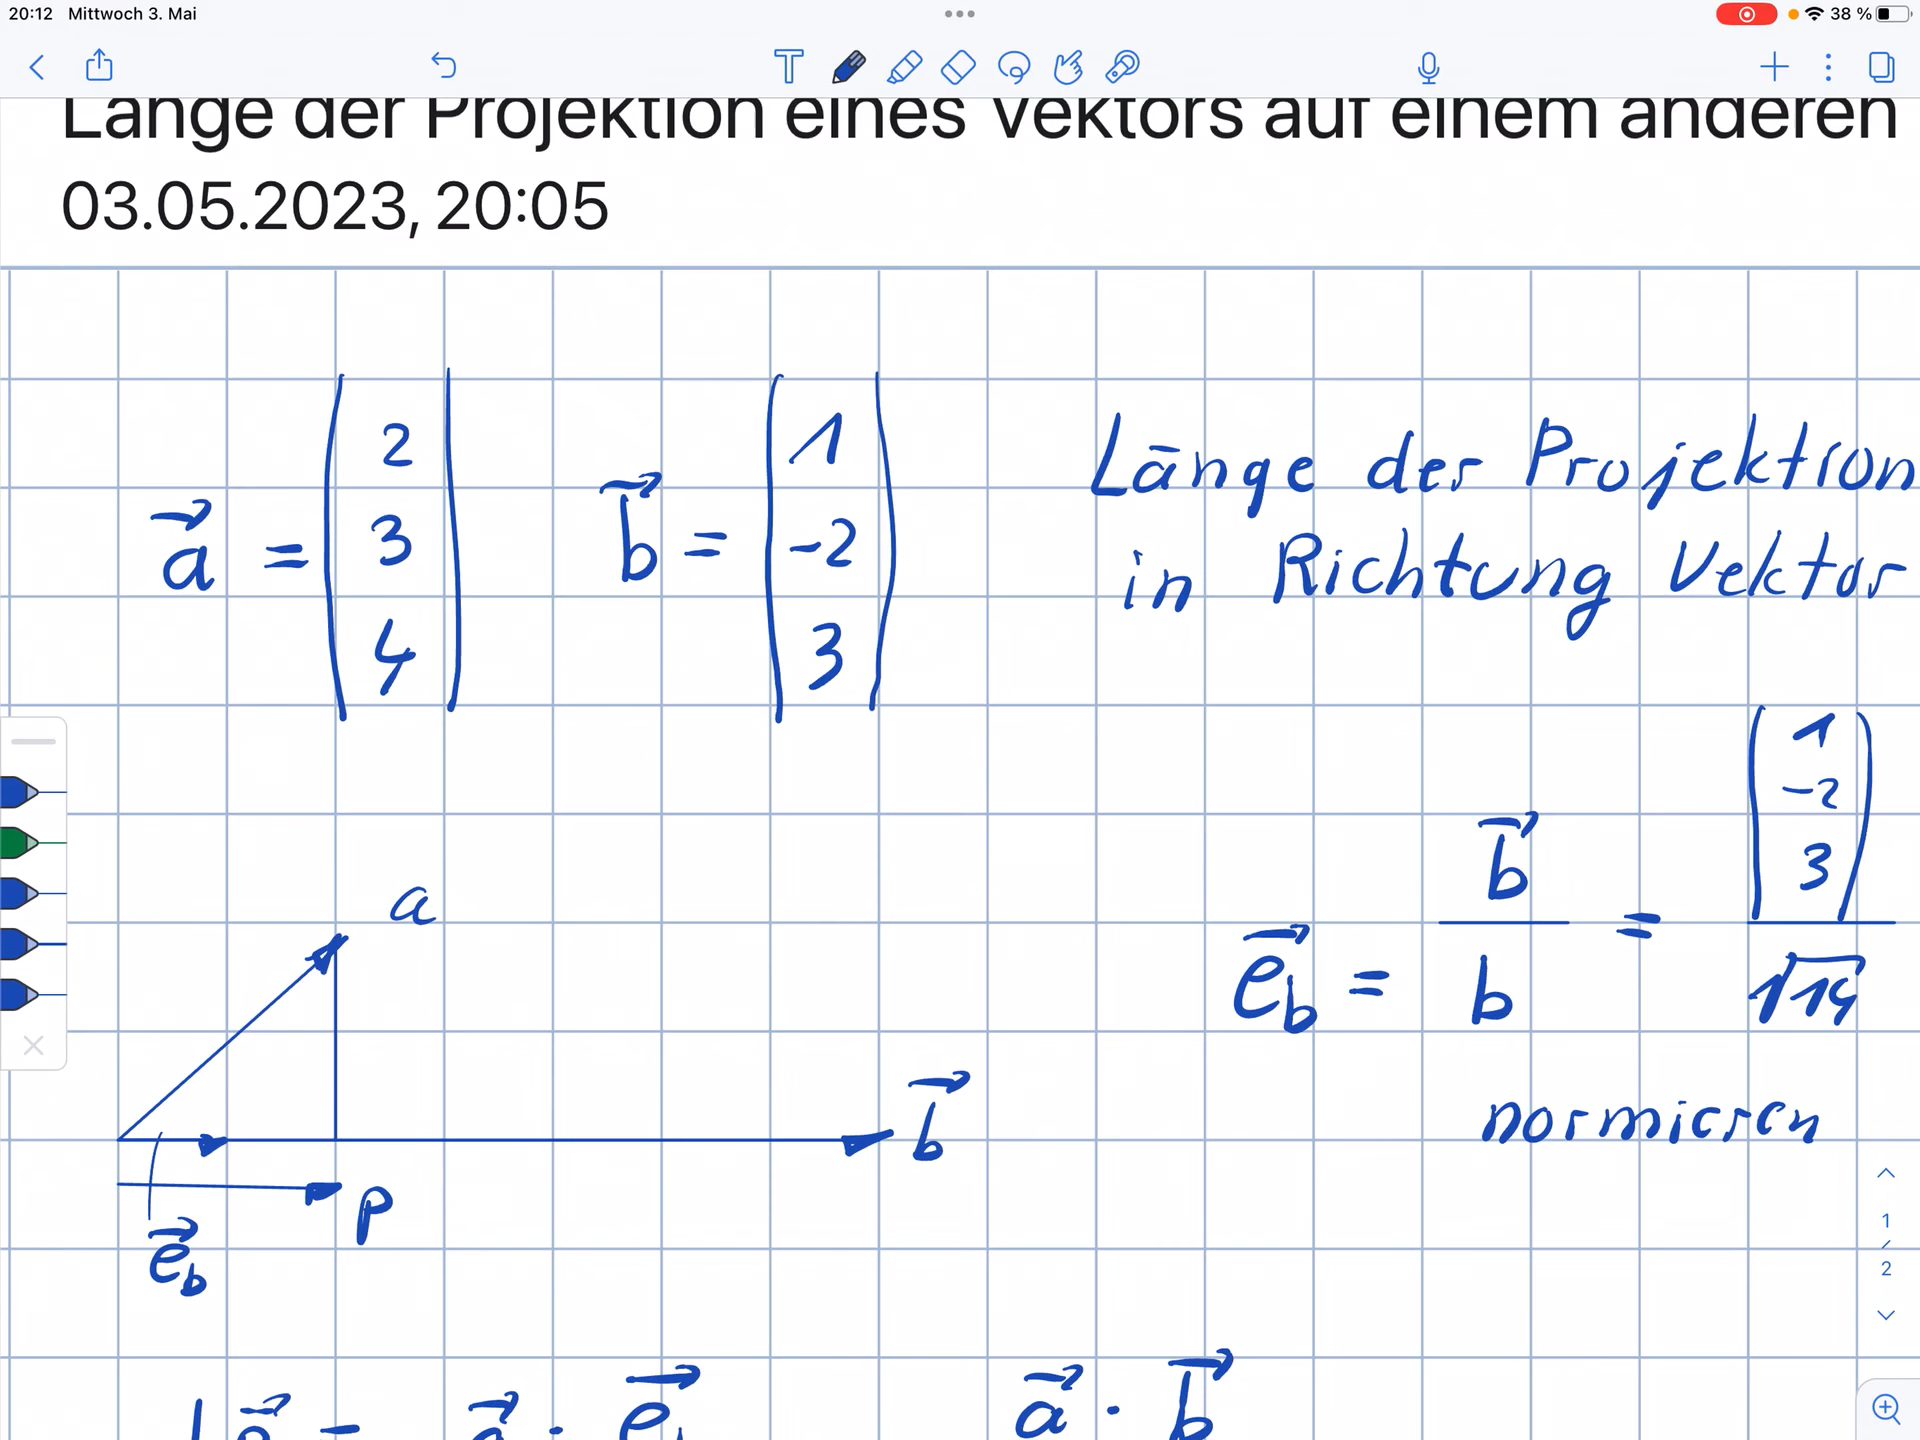 20:12 Mittwoch 3. Mai 38 %
Länge der Projektion eines Vektors auf einem anderen
03.05.2023, 20:05
a = ( 2 3 4 ) b = ( 1 -2 3 )
Länge der Projektion
in Richtung Vektor
e_b = b / b = ( 1 -2 3 ) / √14
normieren
a
b
p
e_b
1
/
2
a · b